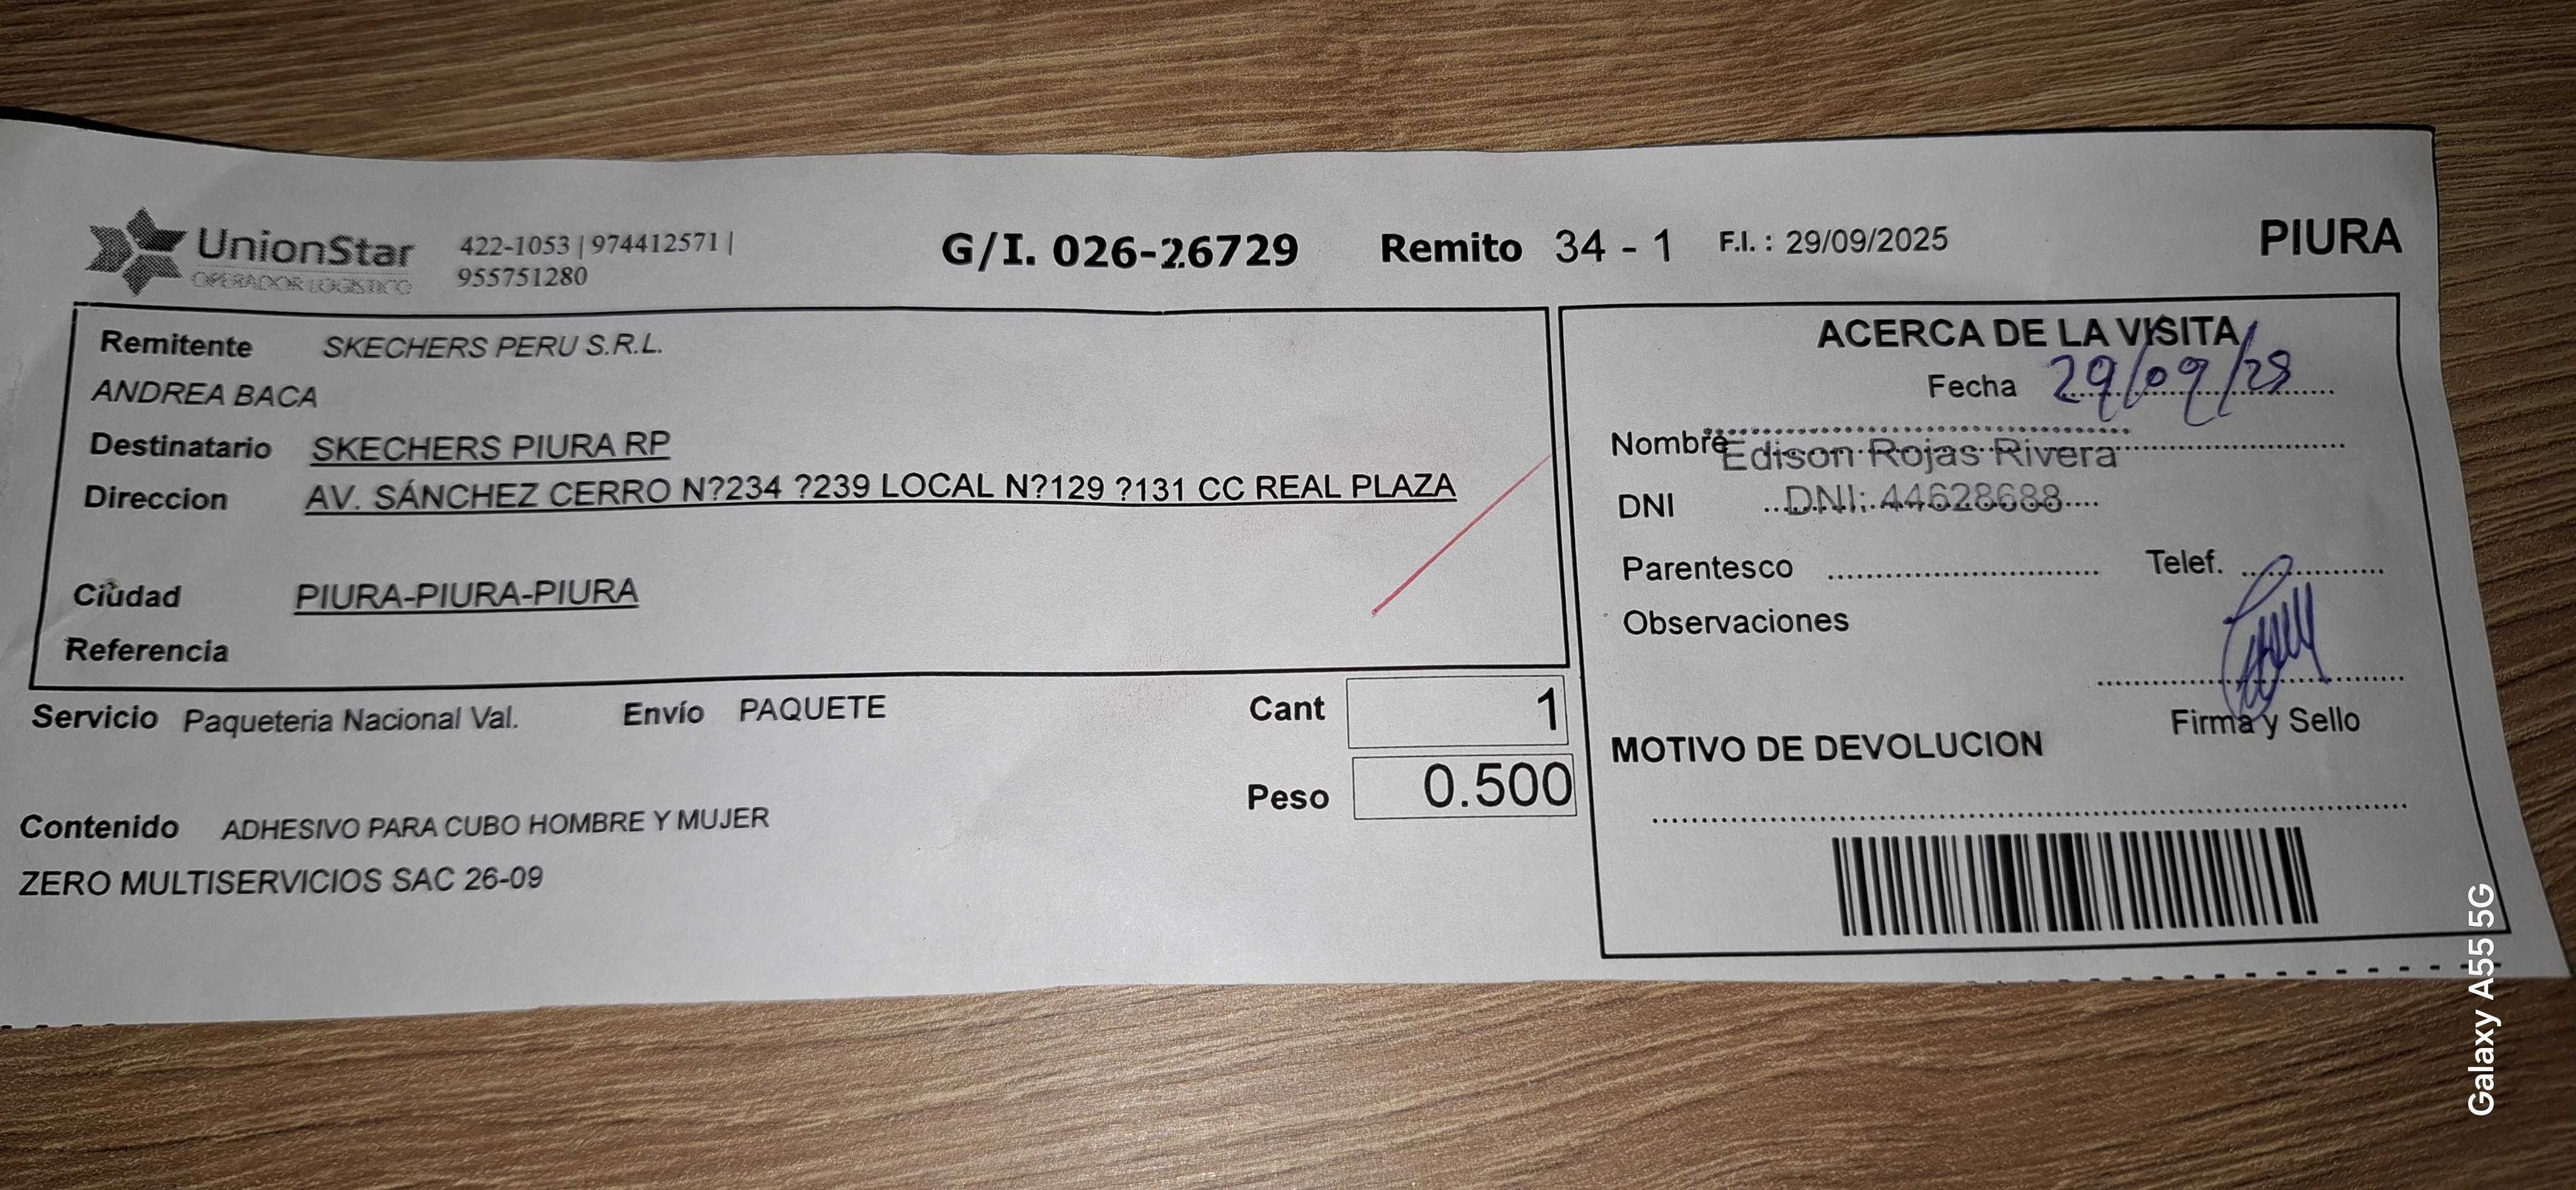 UnionStar
OPERADOR LOGISTICO
422-1053 | 974412571 |
955751280
G/I. 026-26729 Remito 34 - 1 F.I. : 29/09/2025 PIURA
Remitente SKECHERS PERU S.R.L.
ANDREA BACA
Destinatario SKECHERS PIURA RP
Direccion AV. SÁNCHEZ CERRO N?234 ?239 LOCAL N?129 ?131 CC REAL PLAZA
Ciudad PIURA-PIURA-PIURA
Referencia
Servicio Paqueteria Nacional Val. Envío PAQUETE
Cant 1
Peso 0.500
Contenido ADHESIVO PARA CUBO HOMBRE Y MUJER
ZERO MULTISERVICIOS SAC 26-09
ACERCA DE LA VISITA
Fecha 29/09/25
Nombre Edison Rojas Rivera
DNI DNI: 44628688
Parentesco Telef.
Observaciones
Firma y Sello
MOTIVO DE DEVOLUCION
Galaxy A55 5G